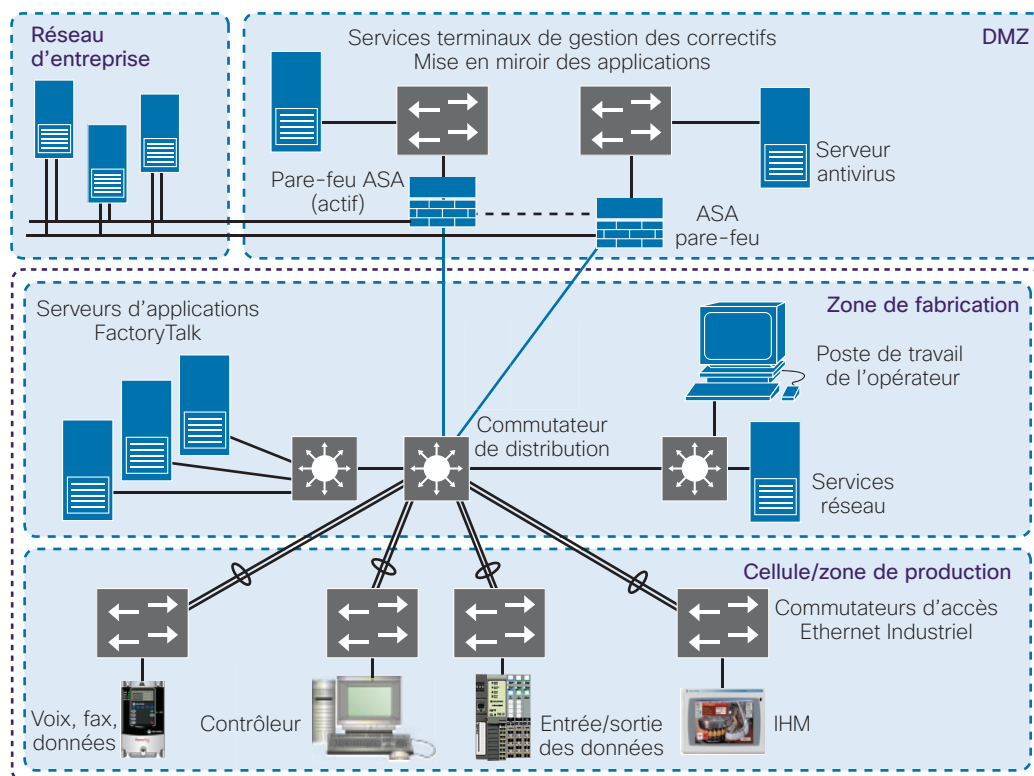 Réseau
d'entreprise
Services terminaux de gestion des correctifs
Mise en miroir des applications
DMZ
Serveur
antivirus
Pare-feu ASA
(actif)
ASA
pare-feu
Serveurs d'applications
FactoryTalk
Zone de fabrication
Poste de travail
de l'opérateur
Commutateur
de distribution
Services
réseau
Cellule/zone de production
Commutateurs d'accès
Ethernet Industriel
Voix, fax,
données
Contrôleur
Entrée/sortie
des données
IHM